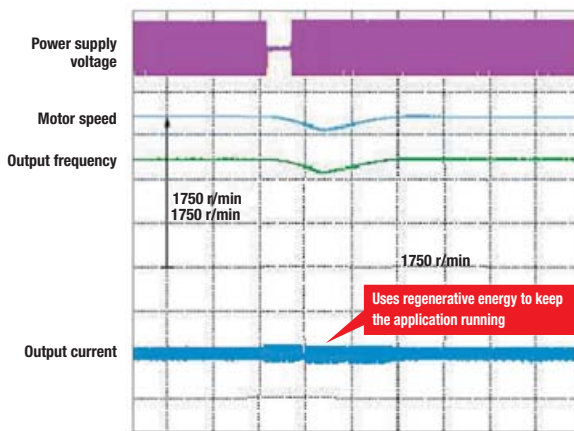 Power supply
voltage
Motor speed
Output frequency
1750 r/min
1750 r/min
1750 r/min
Uses regenerative energy to keep
the application running
Output current